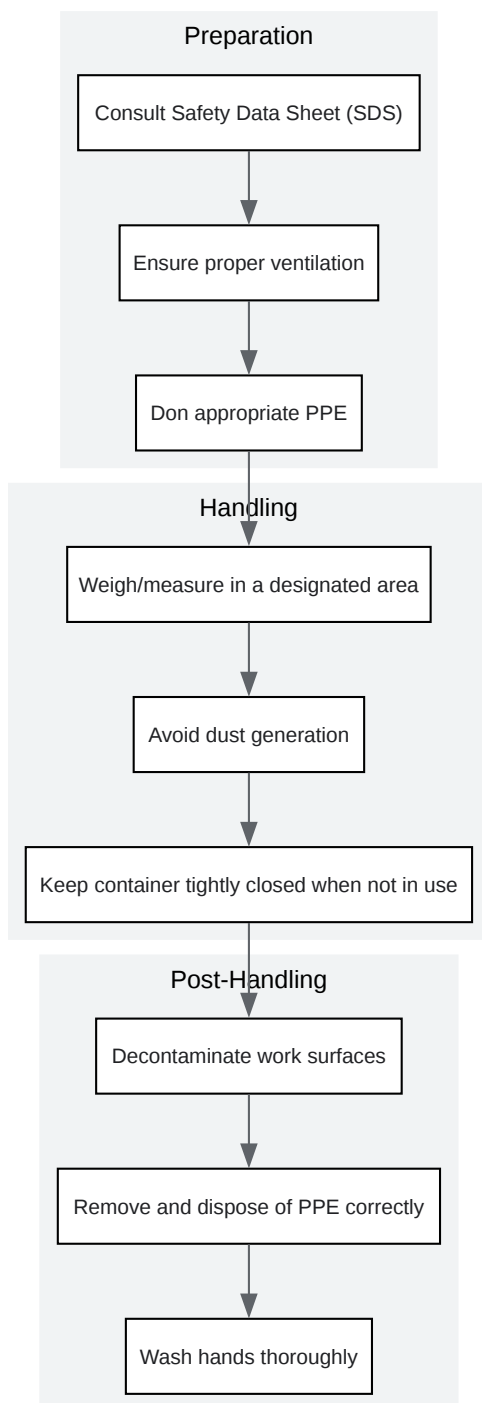 Preparation
Consult Safety Data Sheet (SDS)
Ensure proper ventilation
Don appropriate PPE
Handling
Weigh/measure in a designated area
Avoid dust generation
Keep container tightly closed when not in use
Post-Handling
Decontaminate work surfaces
Remove and dispose of PPE correctly
Wash hands thoroughly